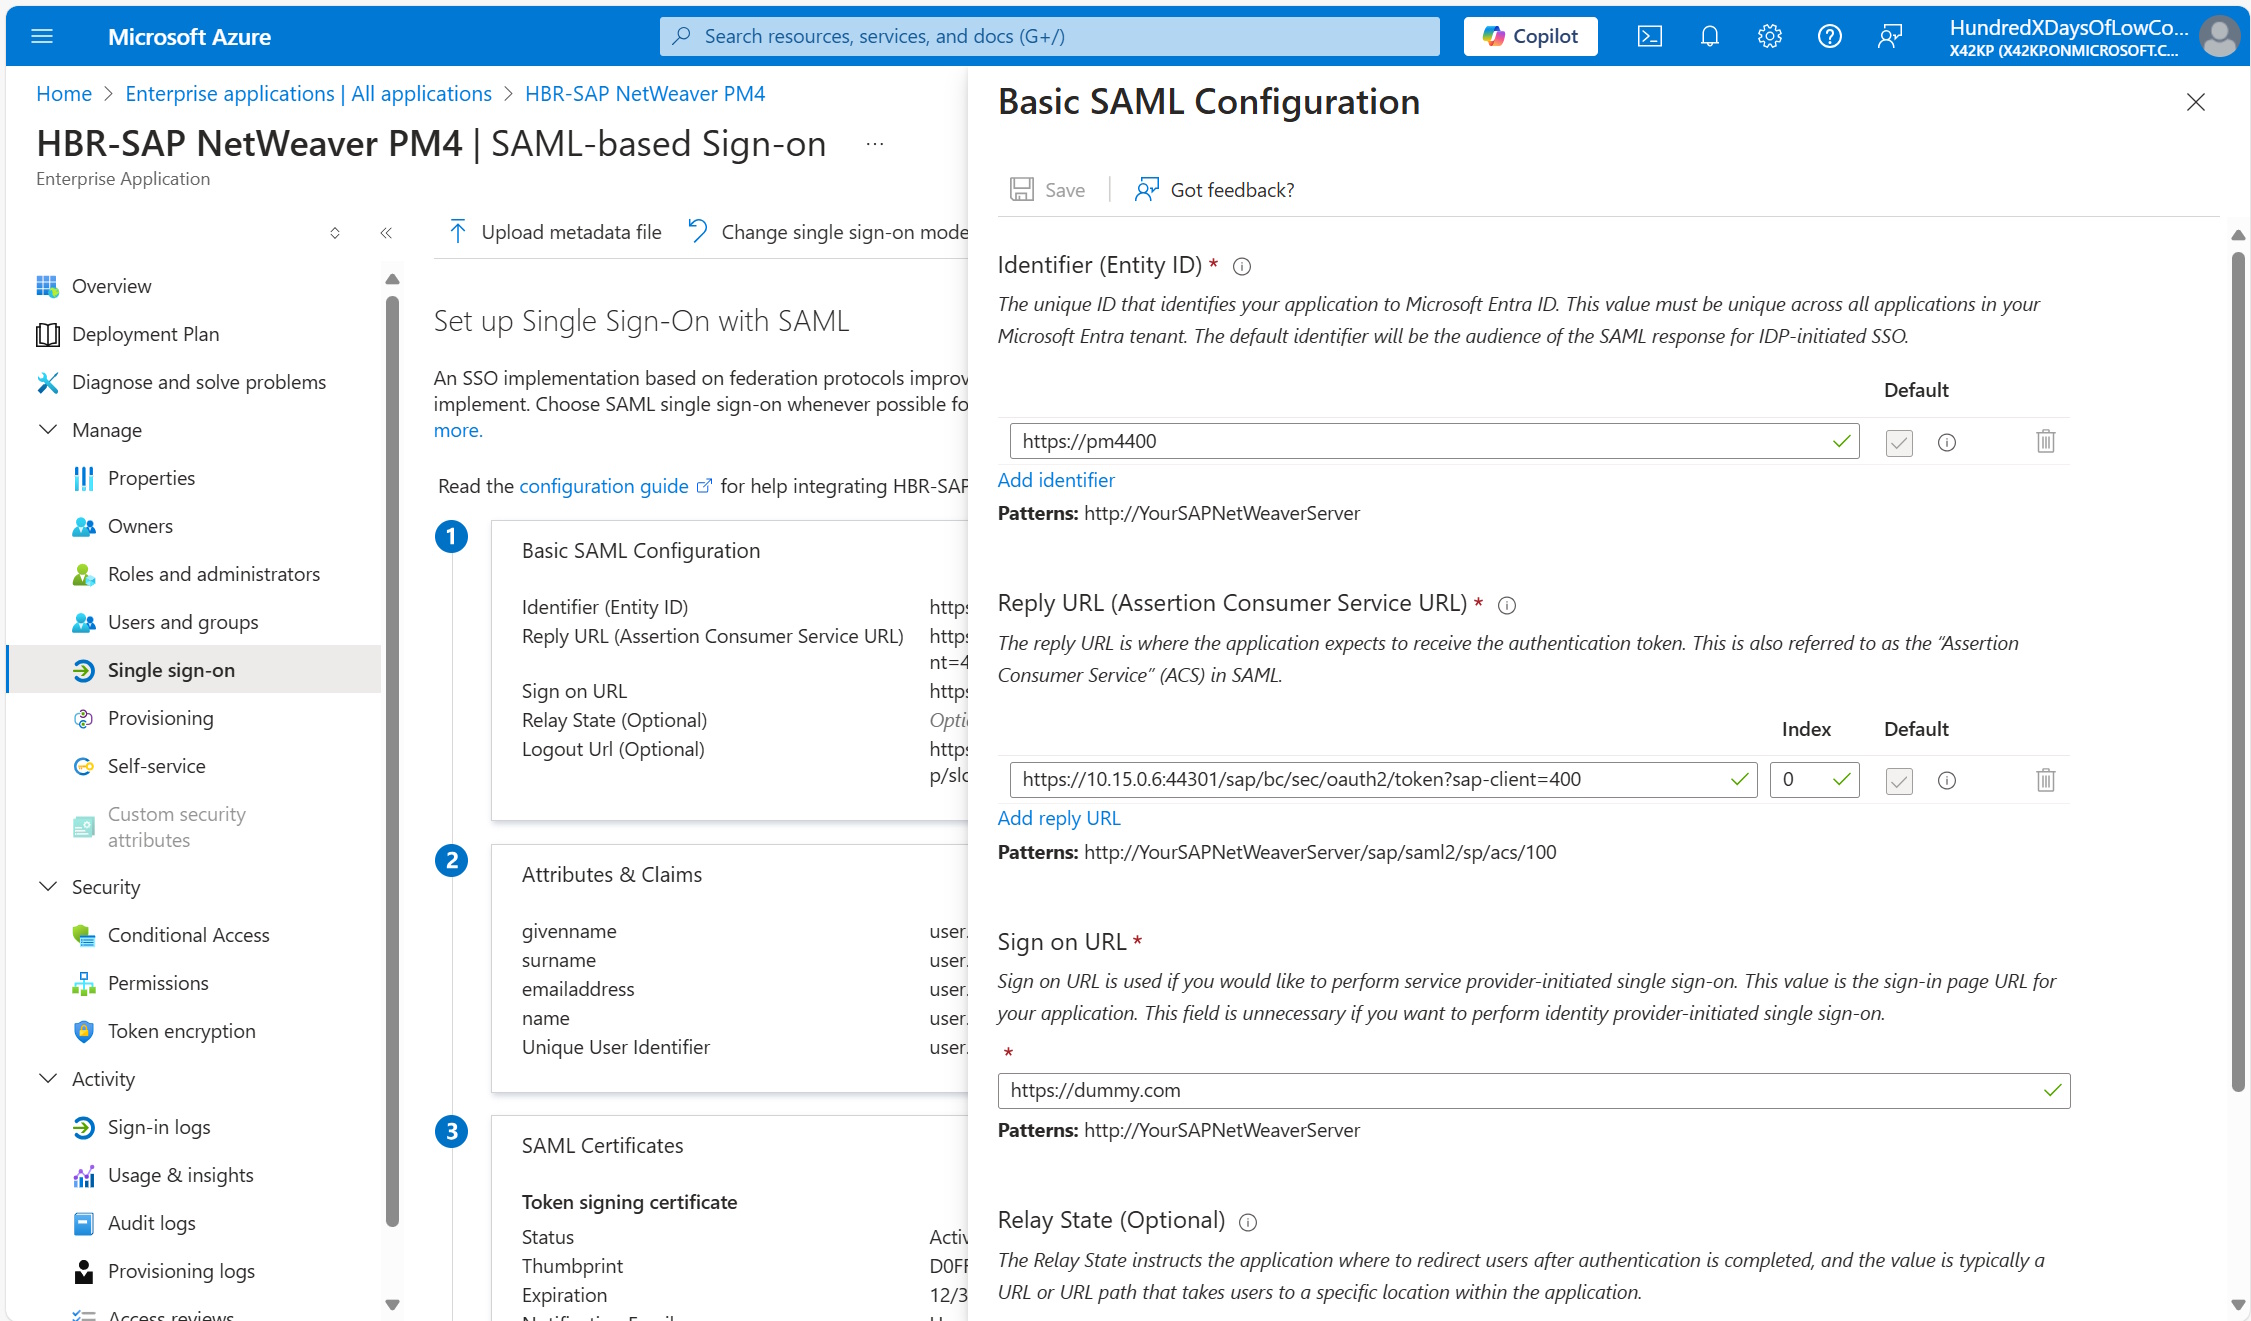 Microsoft Azure
Search resources, services, and docs (G+/)
Copilot
HundredXDaysOfLowCo...
X42KP (X42KP.ONMICROSOFT.C...
Home > Enterprise applications | All applications > HBR-SAP NetWeaver PM4
HBR-SAP NetWeaver PM4 | SAML-based Sign-on ...
Enterprise Application
Overview
Deployment Plan
Diagnose and solve problems
Manage
Properties
Owners
Roles and administrators
Users and groups
Single sign-on
Provisioning
Self-service
Custom security
attributes
Security
Conditional Access
Permissions
Token encryption
Activity
Sign-in logs
Usage & insights
Audit logs
Provisioning logs
Access reviews
Upload metadata file
Change single sign-on mode
Set up Single Sign-On with SAML
An SSO implementation based on federation protocols improv
implement. Choose SAML single sign-on whenever possible fo
more.
Read the configuration guide for help integrating HBR-SAP
1
Basic SAML Configuration
Identifier (Entity ID) https
Reply URL (Assertion Consumer Service URL) https
nt=4
Sign on URL https
Relay State (Optional) Optio
Logout Url (Optional) https
p/slo
2
Attributes & Claims
givenname user.
surname user.
emailaddress user.
name user.
Unique User Identifier user.
3
SAML Certificates
Token signing certificate
Status Activ
Thumbprint D0FF
Expiration 12/3
Basic SAML Configuration
Save
Got feedback?
Identifier (Entity ID) *
The unique ID that identifies your application to Microsoft Entra ID. This value must be unique across all applications in your
Microsoft Entra tenant. The default identifier will be the audience of the SAML response for IDP-initiated SSO.
Default
https://pm4400
Add identifier
Patterns: http://YourSAPNetWeaverServer
Reply URL (Assertion Consumer Service URL) *
The reply URL is where the application expects to receive the authentication token. This is also referred to as the “Assertion
Consumer Service” (ACS) in SAML.
Index Default
https://10.15.0.6:44301/sap/bc/sec/oauth2/token?sap-client=400 0
Add reply URL
Patterns: http://YourSAPNetWeaverServer/sap/saml2/sp/acs/100
Sign on URL *
Sign on URL is used if you would like to perform service provider-initiated single sign-on. This value is the sign-in page URL for
your application. This field is unnecessary if you want to perform identity provider-initiated single sign-on.
*
https://dummy.com
Patterns: http://YourSAPNetWeaverServer
Relay State (Optional)
The Relay State instructs the application where to redirect users after authentication is completed, and the value is typically a
URL or URL path that takes users to a specific location within the application.